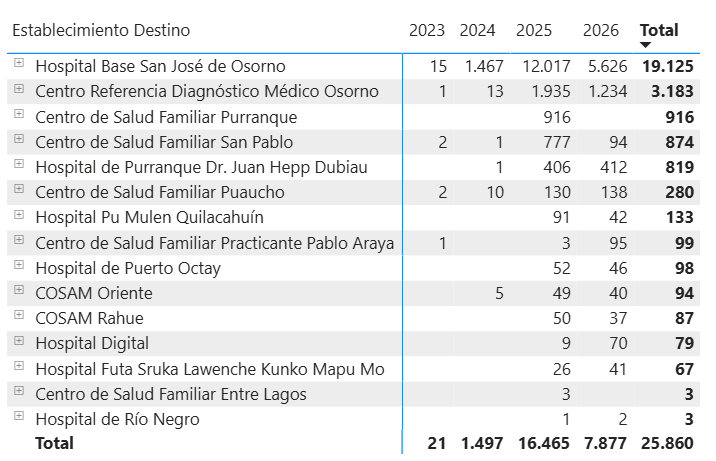 Establecimiento Destino 2023 2024 2025 2026 Total
Hospital Base San José de Osorno 15 1.467 12.017 5.626 19.125
Centro Referencia Diagnóstico Médico Osorno 1 13 1.935 1.234 3.183
Centro de Salud Familiar Purranque 916 916
Centro de Salud Familiar San Pablo 2 1 777 94 874
Hospital de Purranque Dr. Juan Hepp Dubiau 1 406 412 819
Centro de Salud Familiar Puaucho 2 10 130 138 280
Hospital Pu Mulen Quilacahuín 91 42 133
Centro de Salud Familiar Practicante Pablo Araya 1 3 95 99
Hospital de Puerto Octay 52 46 98
COSAM Oriente 5 49 40 94
COSAM Rahue 50 37 87
Hospital Digital 9 70 79
Hospital Futa Sruka Lawenche Kunko Mapu Mo 26 41 67
Centro de Salud Familiar Entre Lagos 3 3
Hospital de Río Negro 1 2 3
Total 21 1.497 16.465 7.877 25.860